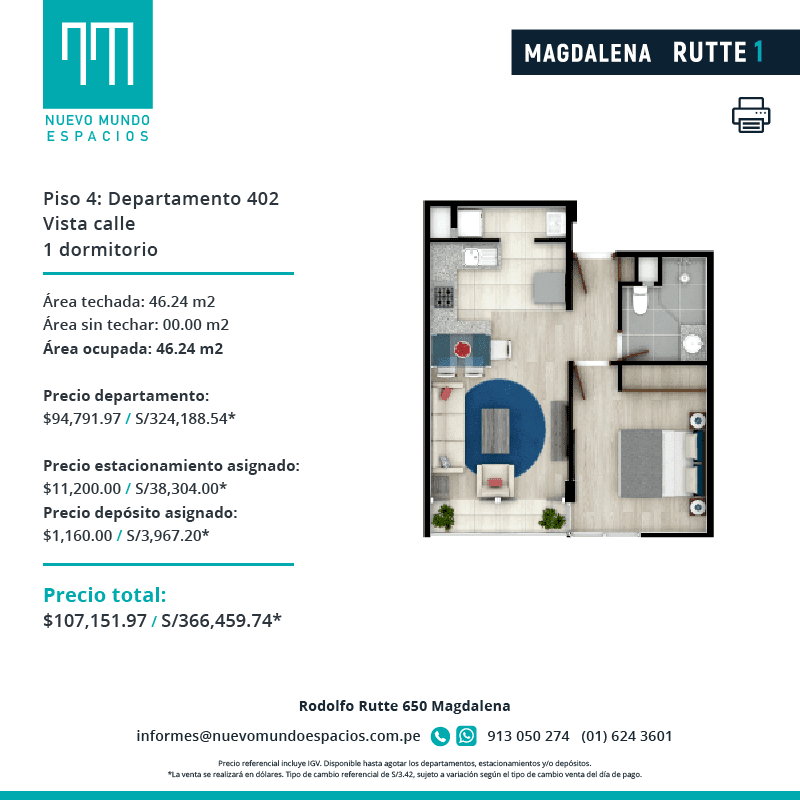 NUEVO MUNDO
ESPACIOS
MAGDALENA RUTTE 1
Piso 4: Departamento 402
Vista calle
1 dormitorio
Área techada: 46.24 m2
Área sin techar: 00.00 m2
Área ocupada: 46.24 m2
Precio departamento:
$94,791.97 / S/324,188.54*
Precio estacionamiento asignado:
$11,200.00 / S/38,304.00*
Precio depósito asignado:
$1,160.00 / S/3,967.20*
Precio total:
$107,151.97 / S/366,459.74*
Rodolfo Rutte 650 Magdalena
informes@nuevomundoespacios.com.pe 913 050 274 (01) 624 3601
Precio referencial incluye IGV. Disponible hasta agotar los departamentos, estacionamientos y/o depósitos.
*La venta se realizará en dólares. Tipo de cambio referencial de S/3.42, sujeto a variación según el tipo de cambio venta del día de pago.